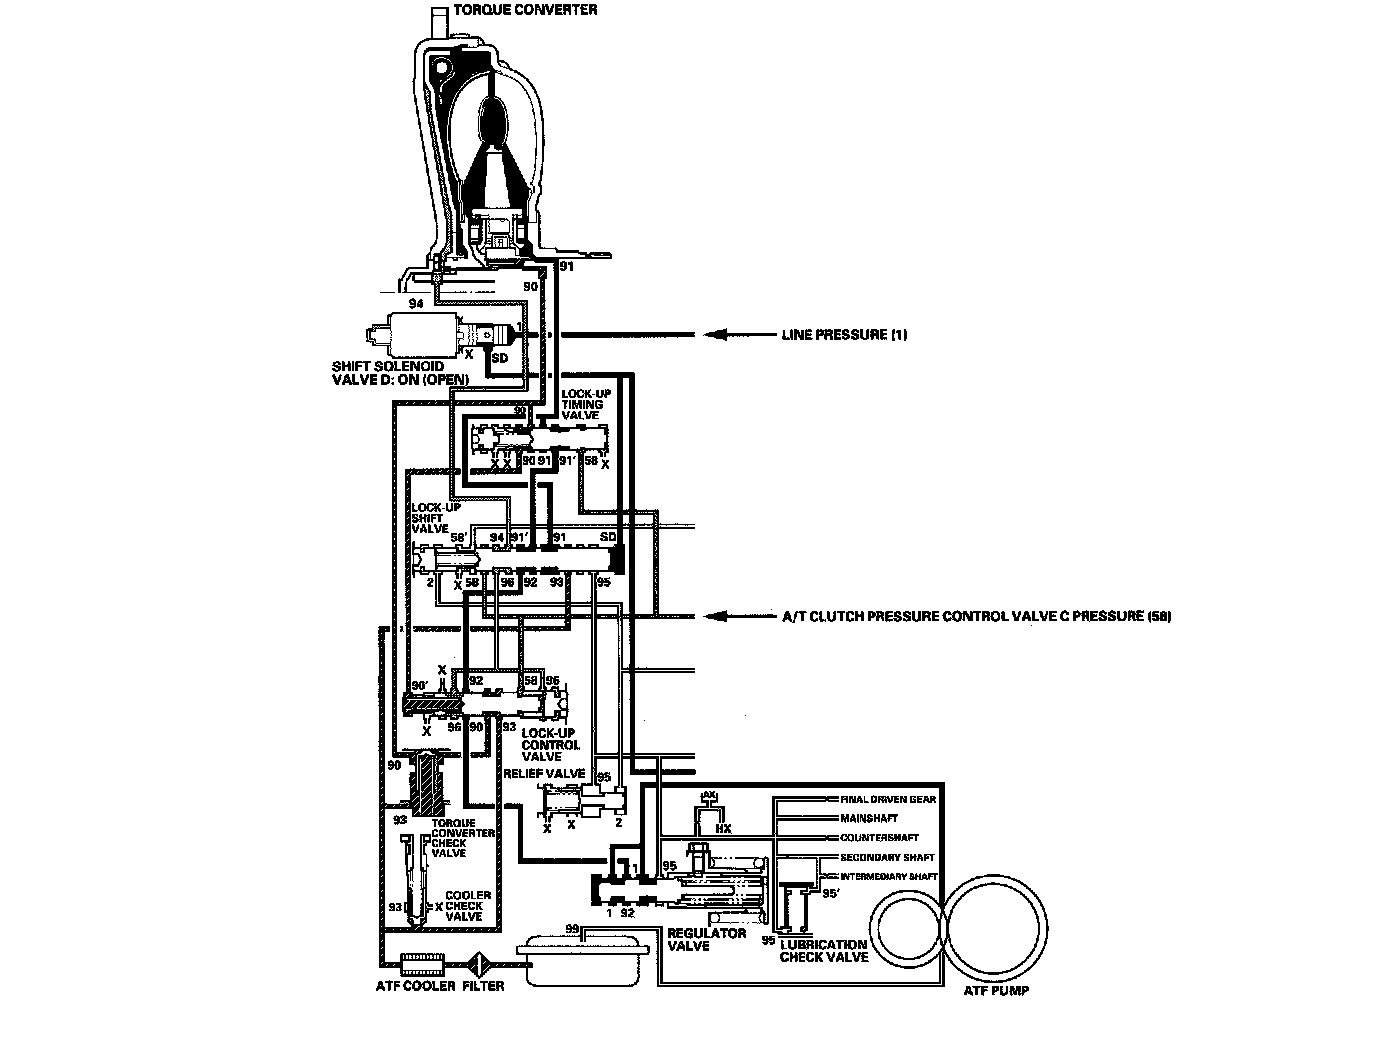 TORQUE CONVERTER
91
90
94
1
LINE PRESSURE (1)
X
SD
SHIFT SOLENOID
VALVE D: ON (OPEN)
LOCK-UP
TIMING
VALVE
90
X X
90 91 91' 58
X
LOCK-UP
SHIFT
VALVE
58' 94 91' 91 SD
2 X 58 96 92 93 95
A/T CLUTCH PRESSURE CONTROL VALVE C PRESSURE (58)
X
90' 92 58 96
X 96 90 93
LOCK-UP
CONTROL
VALVE
90
RELIEF VALVE 95
X X 2
93
TORQUE
CONVERTER
CHECK
VALVE
AX
HX
FINAL DRIVEN GEAR
MAINSHAFT
COUNTERSHAFT
SECONDARY SHAFT
INTERMEDIARY SHAFT
1 95
95'
93 X
COOLER
CHECK
VALVE
1 92
REGULATOR
VALVE
99
95
LUBRICATION
CHECK VALVE
ATF COOLER FILTER
ATF PUMP